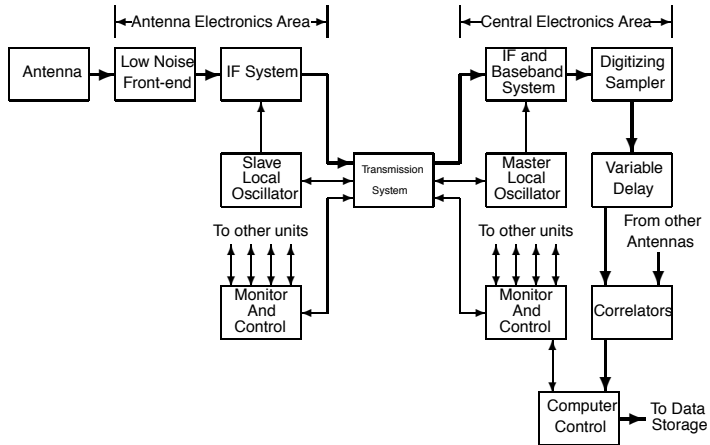 Antenna Electronics Area
Central Electronics Area
Antenna
Low Noise
Front-end
IF System
IF and
Baseband
System
Digitizing
Sampler
Slave
Local
Oscillator
Transmission
System
Master
Local
Oscillator
Variable
Delay
To other units
To other units
From other
Antennas
Monitor
And
Control
Monitor
And
Control
Correlators
Computer
Control
To Data
Storage